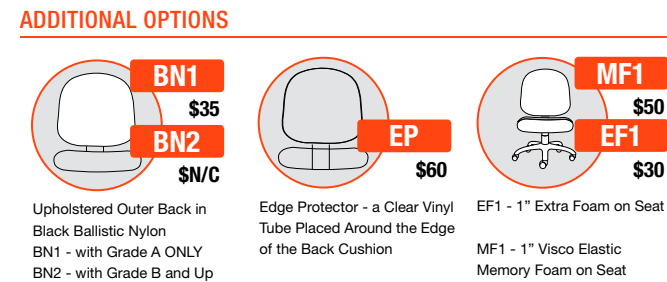 ADDITIONAL OPTIONS
BN1
$35
BN2
$N/C
Upholstered Outer Back in
Black Ballistic Nylon
BN1 - with Grade A ONLY
BN2 - with Grade B and Up
EP
$60
Edge Protector - a Clear Vinyl
Tube Placed Around the Edge
of the Back Cushion
MF1
$50
EF1
$30
EF1 - 1” Extra Foam on Seat
MF1 - 1” Visco Elastic
Memory Foam on Seat